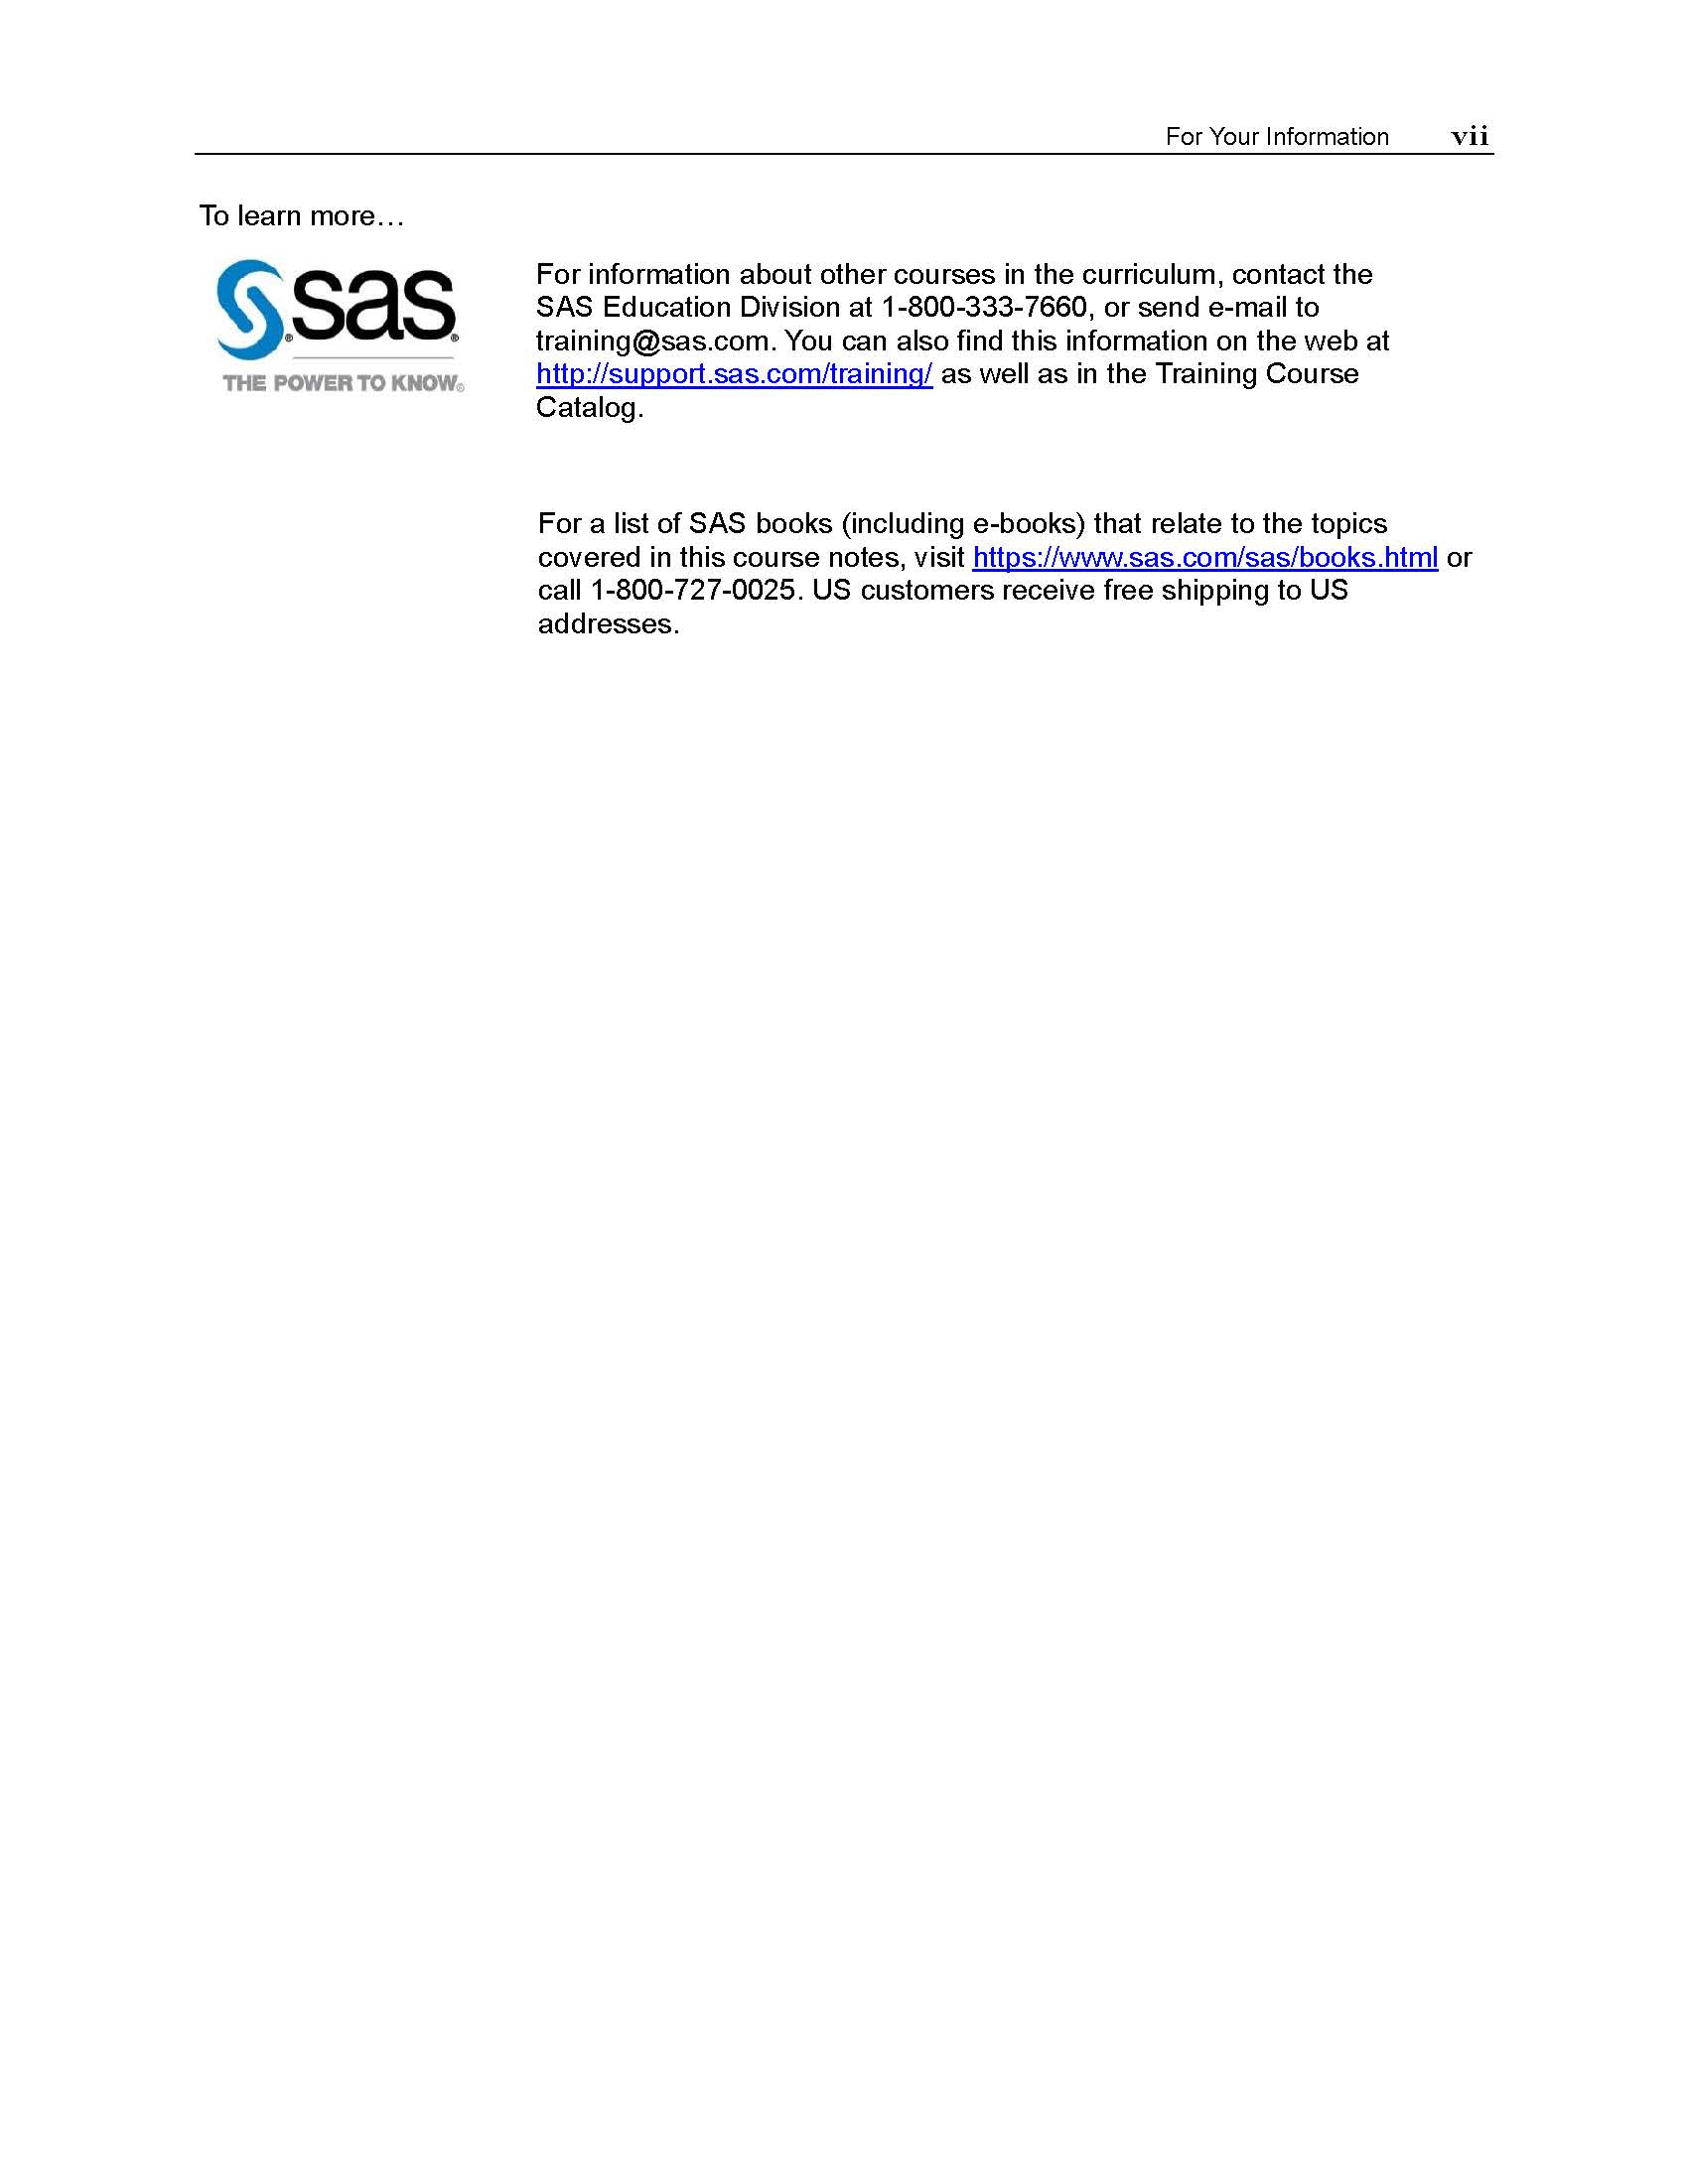 For Your Information vii
To learn more…
sas
THE POWER TO KNOW®
For information about other courses in the curriculum, contact the
SAS Education Division at 1-800-333-7660, or send e-mail to
training@sas.com. You can also find this information on the web at
http://support.sas.com/training/ as well as in the Training Course
Catalog.
For a list of SAS books (including e-books) that relate to the topics
covered in this course notes, visit https://www.sas.com/sas/books.html or
call 1-800-727-0025. US customers receive free shipping to US
addresses.